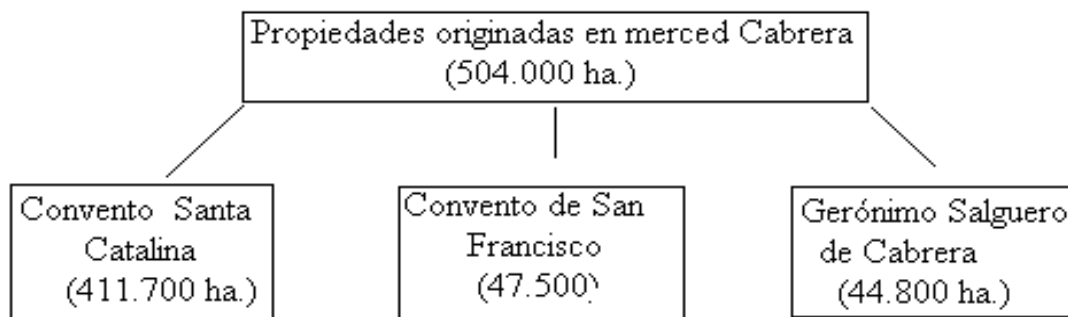 Propiedades originadas en merced Cabrera
(504.000 ha.)
Convento Santa
Catalina
(411.700 ha.)
Convento de San
Francisco
(47.500)
Gerónimo Salguero
de Cabrera
(44.800 ha.)